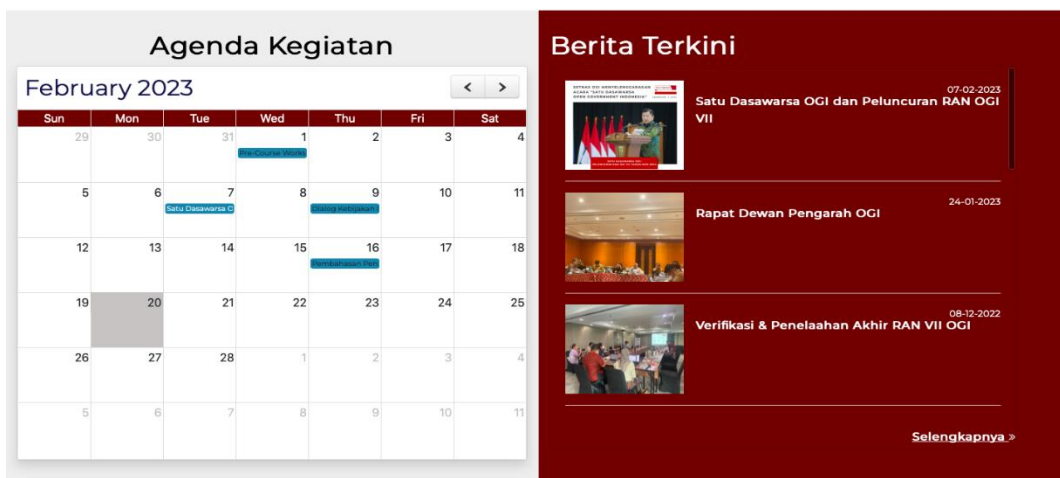 Agenda Kegiatan
February 2023
< >
Sun Mon Tue Wed Thu Fri Sat
29 30 31 1 2 3 4
Pre-Course Works
5 6 7 8 9 10 11
Satu Dasawarsa O Dialog Kebijakan
12 13 14 15 16 17 18
Pembahasan Pen
19 20 21 22 23 24 25
26 27 28 1 2 3 4
5 6 7 8 9 10 11
Berita Terkini
07-02-2023
Satu Dasawarsa OGI dan Peluncuran RAN OGI
VII
24-01-2023
Rapat Dewan Pengarah OGI
08-12-2022
Verifikasi & Penelaahan Akhir RAN VII OGI
Selengkapnya »